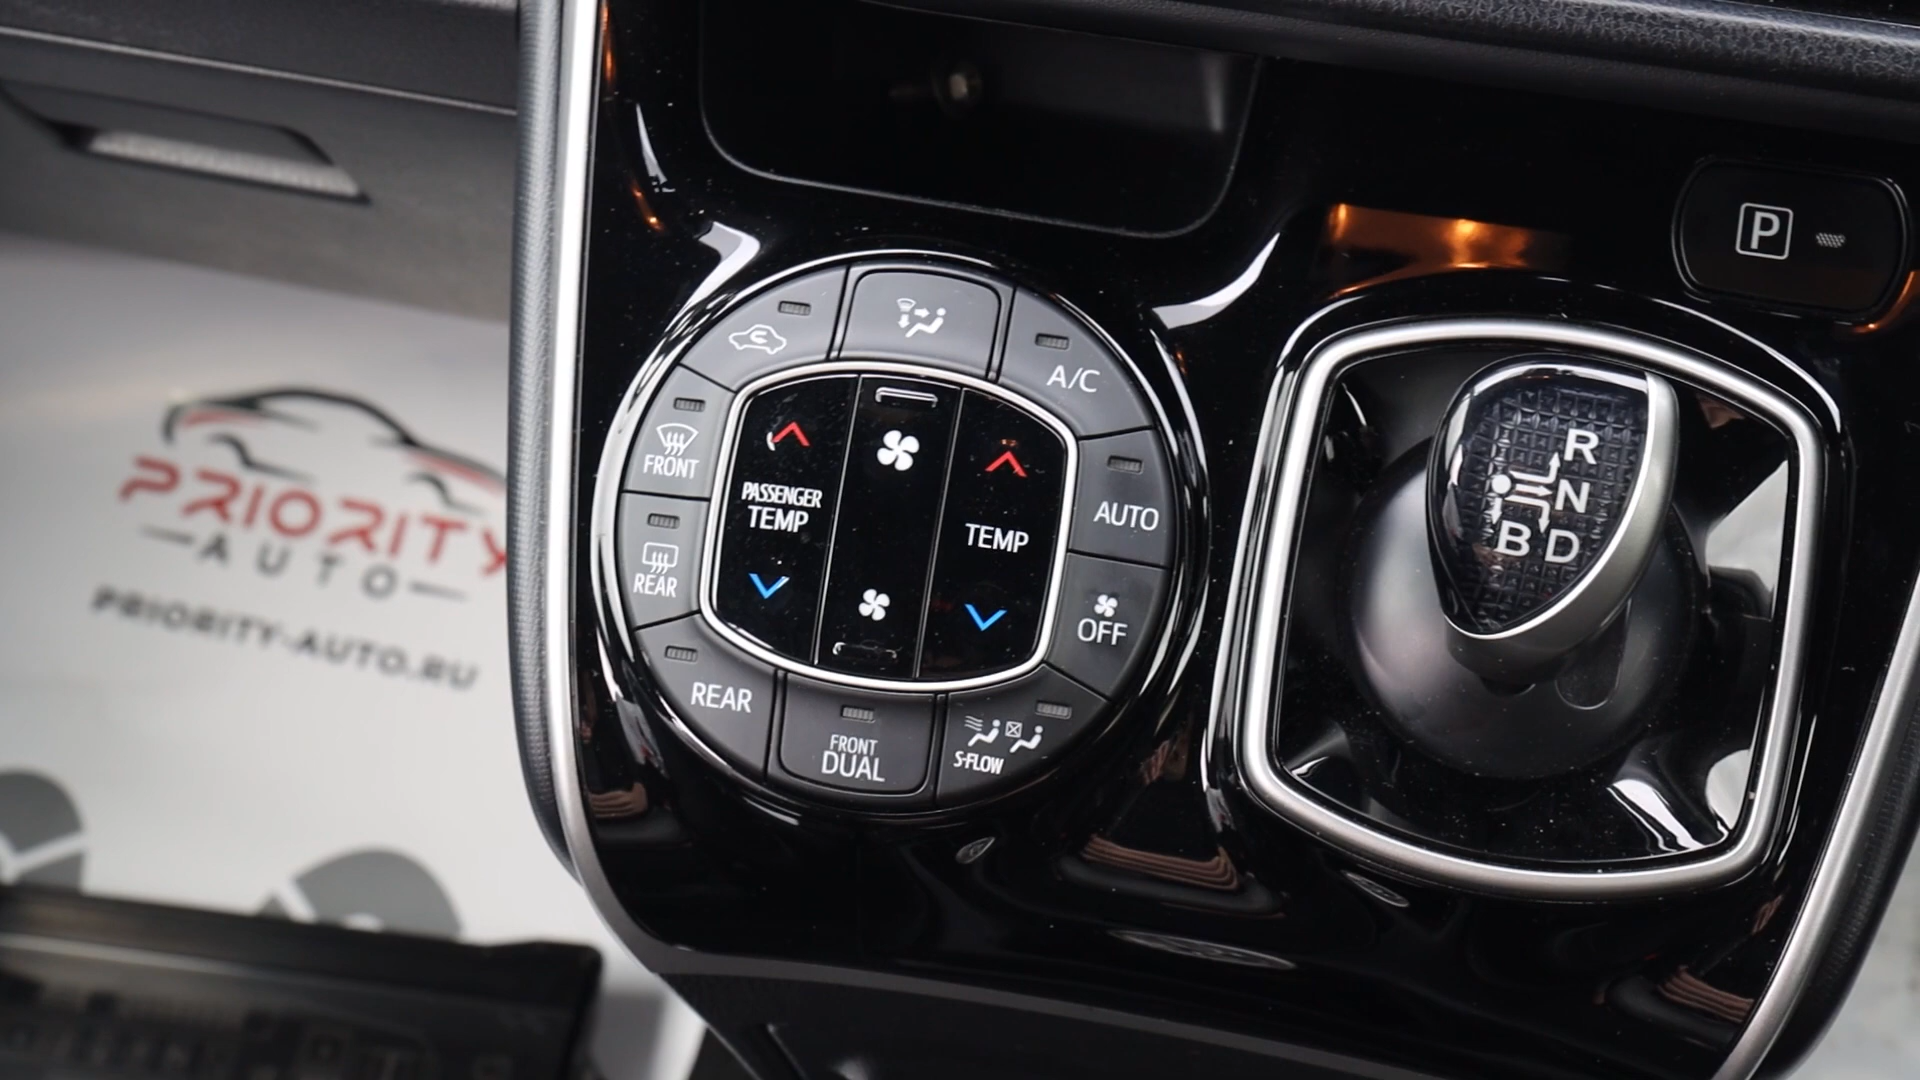 P
A/C
FRONT
PASSENGER
TEMP
TEMP
AUTO
REAR
OFF
REAR
FRONT
DUAL
S-FLOW
R
N
B D
PRIORITY
AUTO
PRIORITY-AUTO.RU